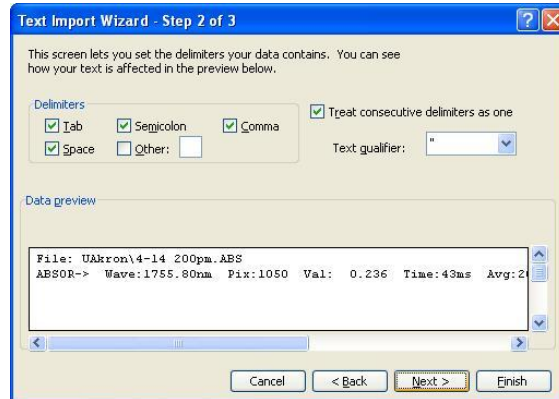 Text Import Wizard - Step 2 of 3
This screen lets you set the delimiters your data contains. You can see
how your text is affected in the preview below.
Delimiters
Tab Semicolon Comma
Space Other:
Treat consecutive delimiters as one
Text qualifier: "
Data preview
File: UAkron\4-14 200pm.ABS
ABSOR-> Wave:1755.80nm Pix:1050 Val: 0.236 Time:43ms Avg:20
Cancel < Back Next > Finish